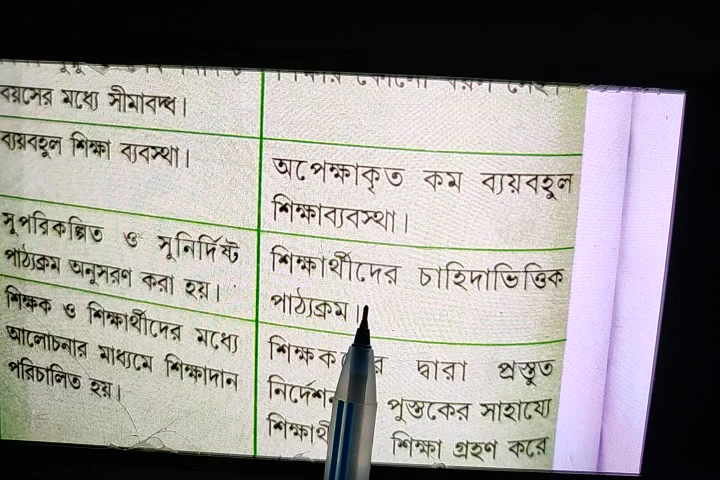 বয়সের মধ্যে সীমাবদ্ধ।
ব্যয়বহুল শিক্ষা ব্যবস্থা।
অপেক্ষাকৃত কম ব্যয়বহুল
শিক্ষাব্যবস্থা।
সুপরিকল্পিত ও সুনির্দিষ্ট
পাঠ্যক্রম অনুসরণ করা হয়।
শিক্ষার্থীদের চাহিদাভিত্তিক
পাঠ্যক্রম।
শিক্ষক ও শিক্ষার্থীদের মধ্যে
আলোচনার মাধ্যমে শিক্ষাদান
পরিচালিত হয়।
দ্বারা প্রস্তুত
পুস্তকের সাহায্যে
শিক্ষা গ্রহণ করে